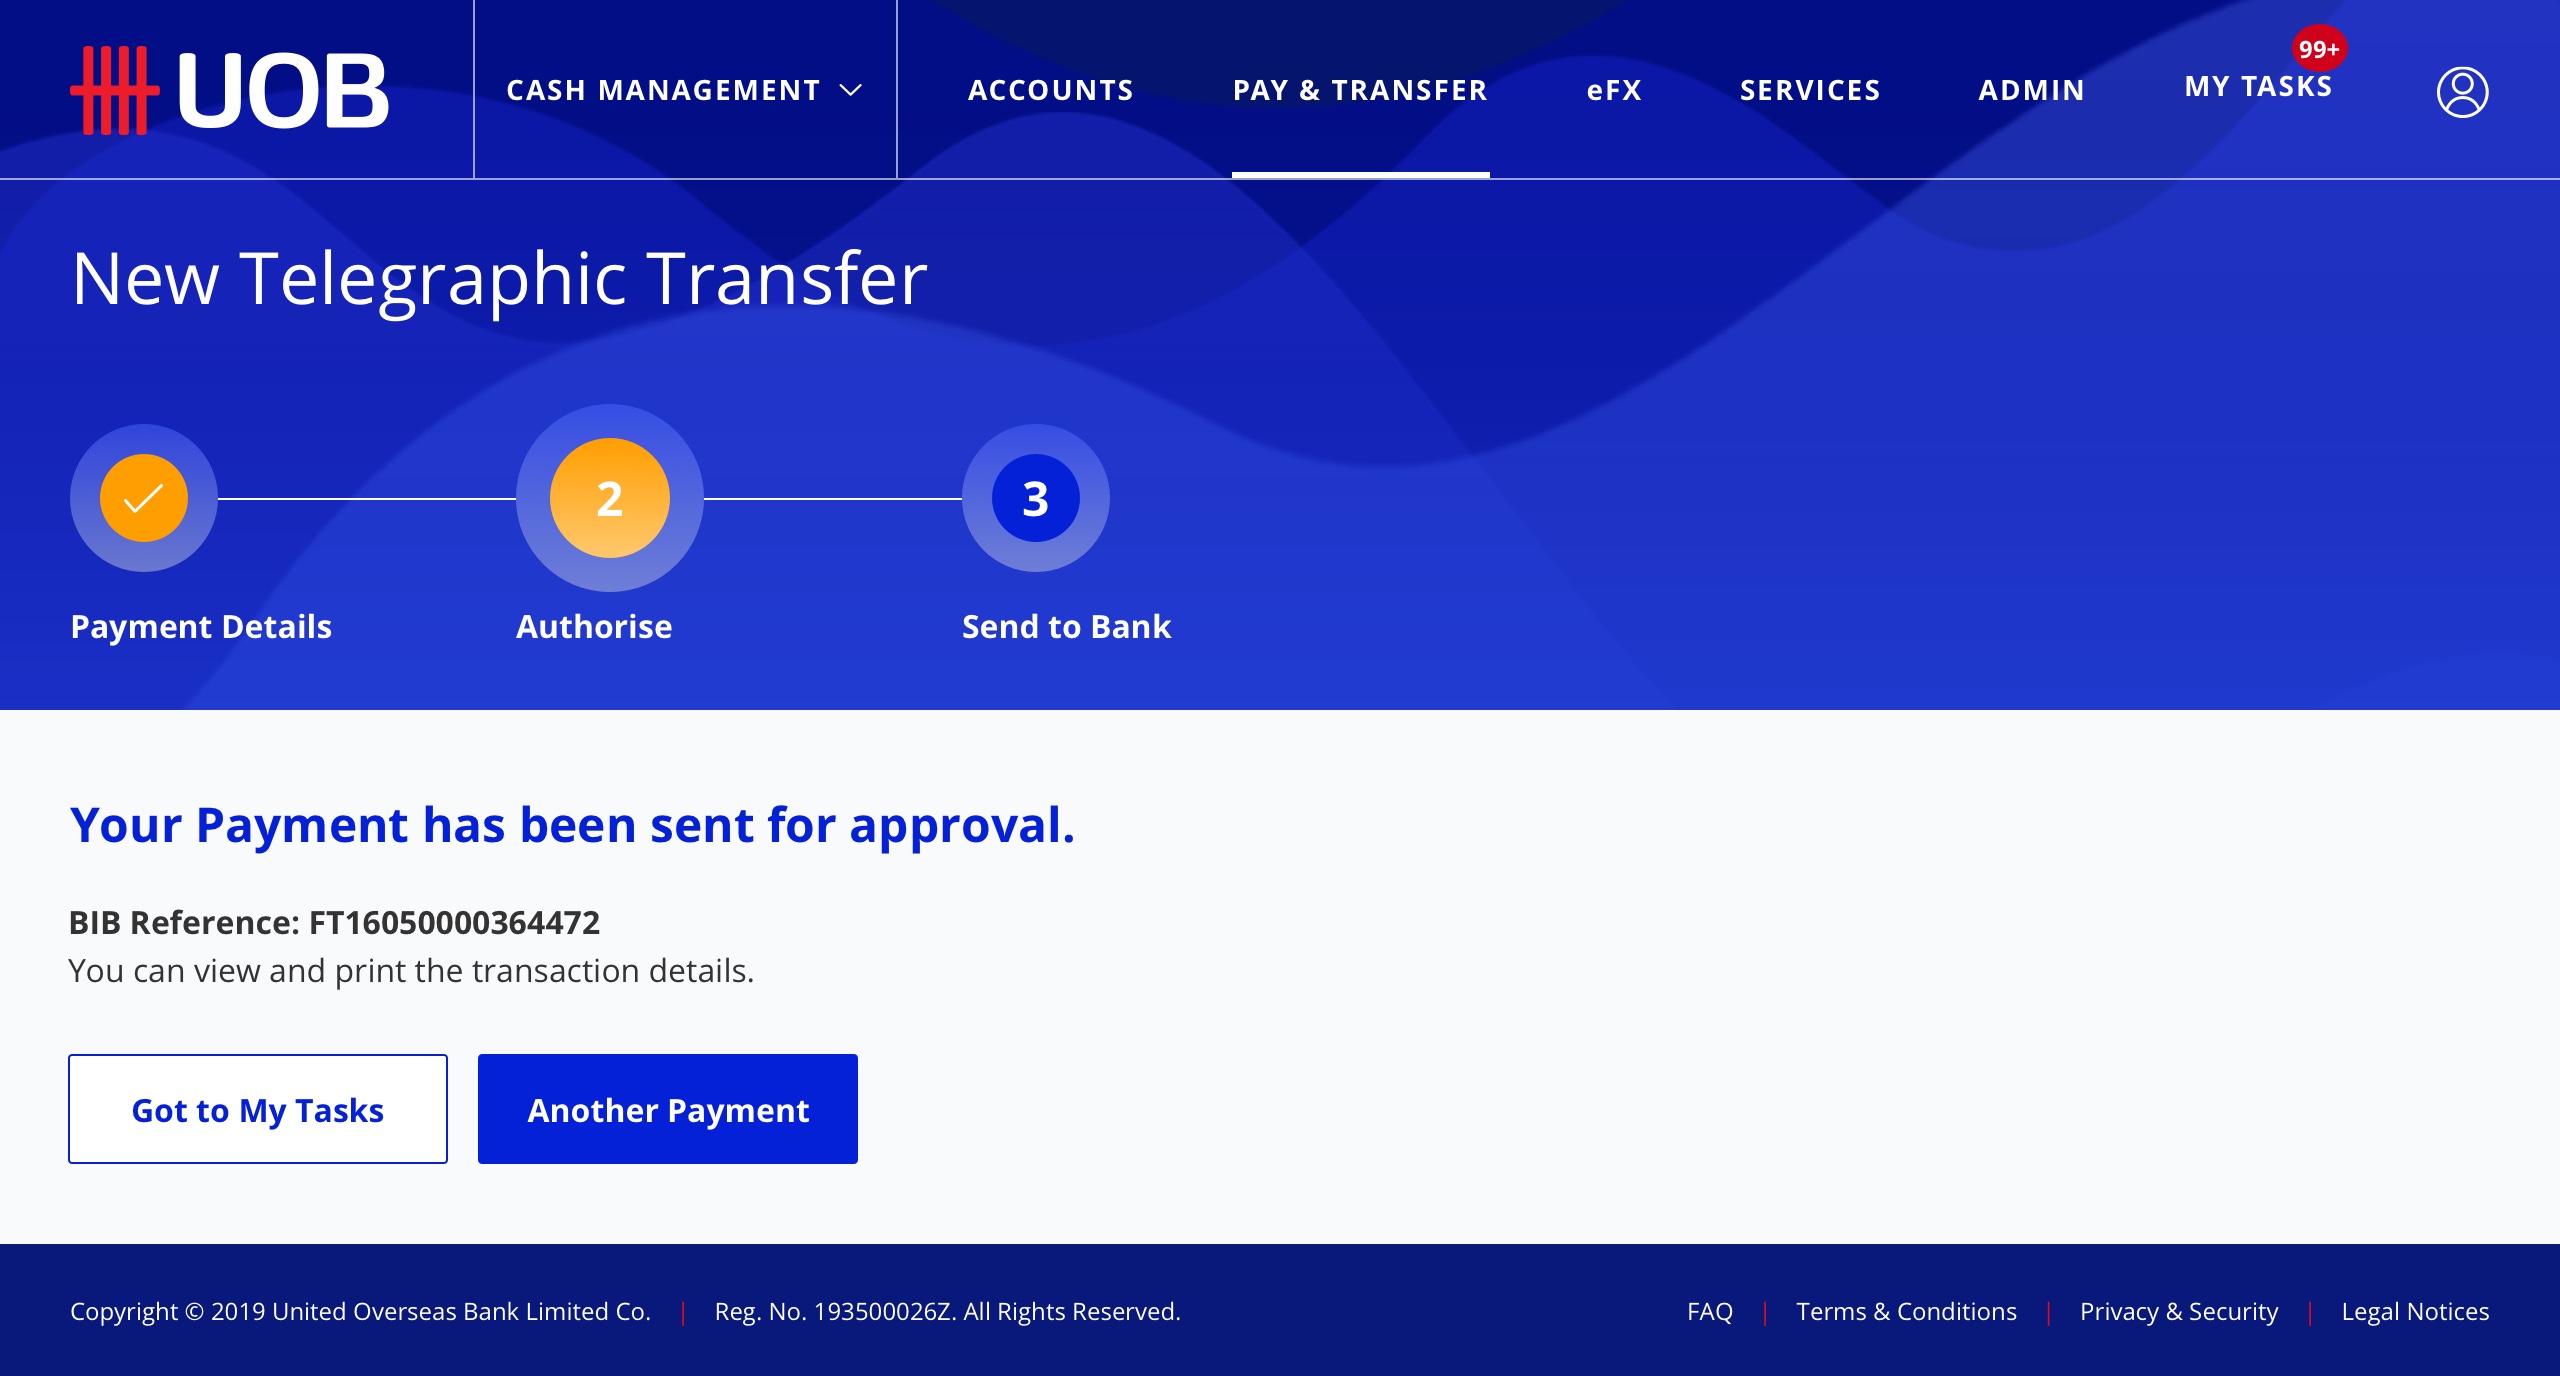 UOB
CASH MANAGEMENT
ACCOUNTS
PAY & TRANSFER
eFX
SERVICES
ADMIN
MY TASKS
99+
New Telegraphic Transfer
2
3
Payment Details
Authorise
Send to Bank
Your Payment has been sent for approval.
BIB Reference: FT16050000364472
You can view and print the transaction details.
Got to My Tasks
Another Payment
Copyright © 2019 United Overseas Bank Limited Co. | Reg. No. 193500026Z. All Rights Reserved.
FAQ | Terms & Conditions | Privacy & Security | Legal Notices